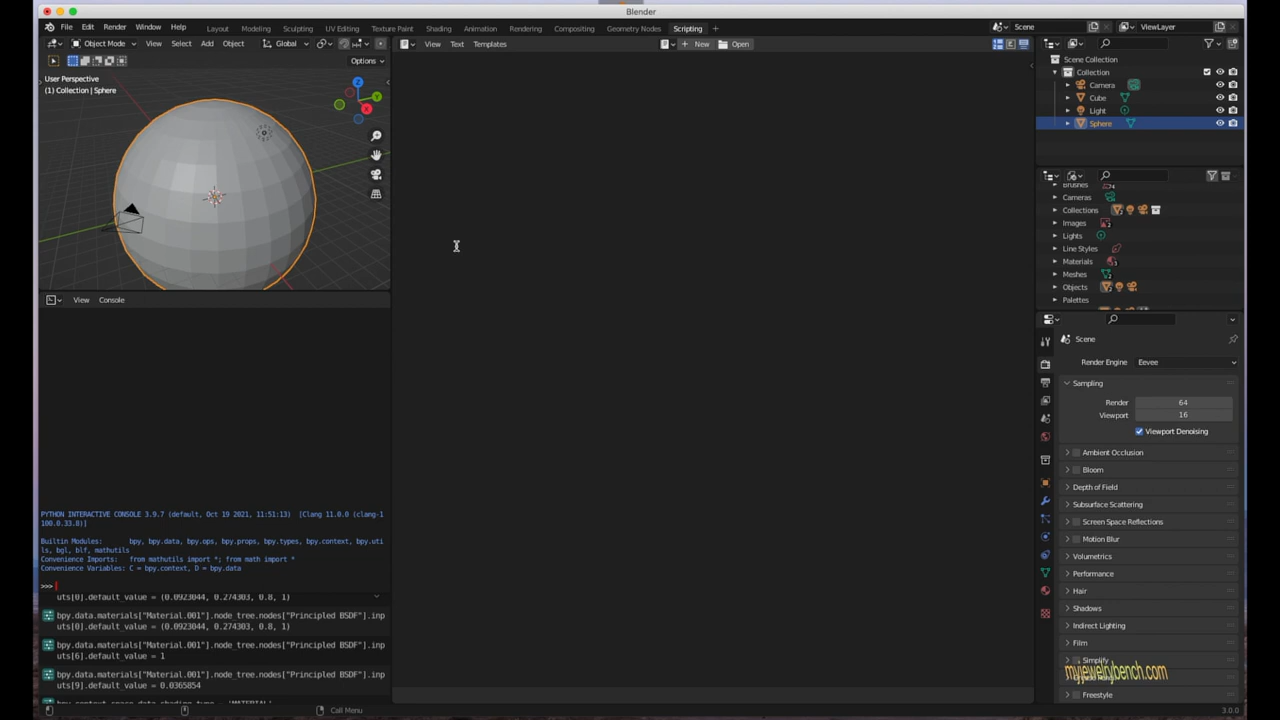 Blender
File Edit Render Window Help
Layout Modeling Sculpting UV Editing Texture Paint Shading Animation Rendering Compositing Geometry Nodes Scripting +
Scene
ViewLayer
Object Mode View Select Add Object Global
View Text Templates
New Open
Options
User Perspective
(1) Collection | Sphere
Z
Y
X
Scene Collection
Collection
Camera
Cube
Light
Sphere
Brushes
Cameras
Collections
Images
Lights
Line Styles
Materials
Meshes
Objects
Palettes
Scene
Render Engine Eevee
Sampling
Render 64
Viewport 16
Viewport Denoising
Ambient Occlusion
Bloom
Depth of Field
Subsurface Scattering
Screen Space Reflections
Motion Blur
Volumetrics
Performance
Hair
Shadows
Indirect Lighting
Film
Simplify
myjewelrybench.com
Freestyle
View Console
PYTHON INTERACTIVE CONSOLE 3.9.7 (default, Oct 19 2021, 11:51:13) [Clang 11.0.0 (clang-1
100.0.33.8)]
Builtin Modules: bpy, bpy.data, bpy.ops, bpy.props, bpy.types, bpy.context, bpy.uti
ls, bgl, blf, mathutils
Convenience Imports: from mathutils import *; from math import *
Convenience Variables: C = bpy.context, D = bpy.data
>>>
uts[0].default_value = (0.0923044, 0.274303, 0.8, 1)
bpy.data.materials["Material.001"].node_tree.nodes["Principled BSDF"].inp
uts[0].default_value = (0.0923044, 0.274303, 0.8, 1)
bpy.data.materials["Material.001"].node_tree.nodes["Principled BSDF"].inp
uts[6].default_value = 1
bpy.data.materials["Material.001"].node_tree.nodes["Principled BSDF"].inp
uts[9].default_value = 0.0365854
bpy.context.space_data.shading.type = 'MATERIAL'
Call Menu
3.0.0